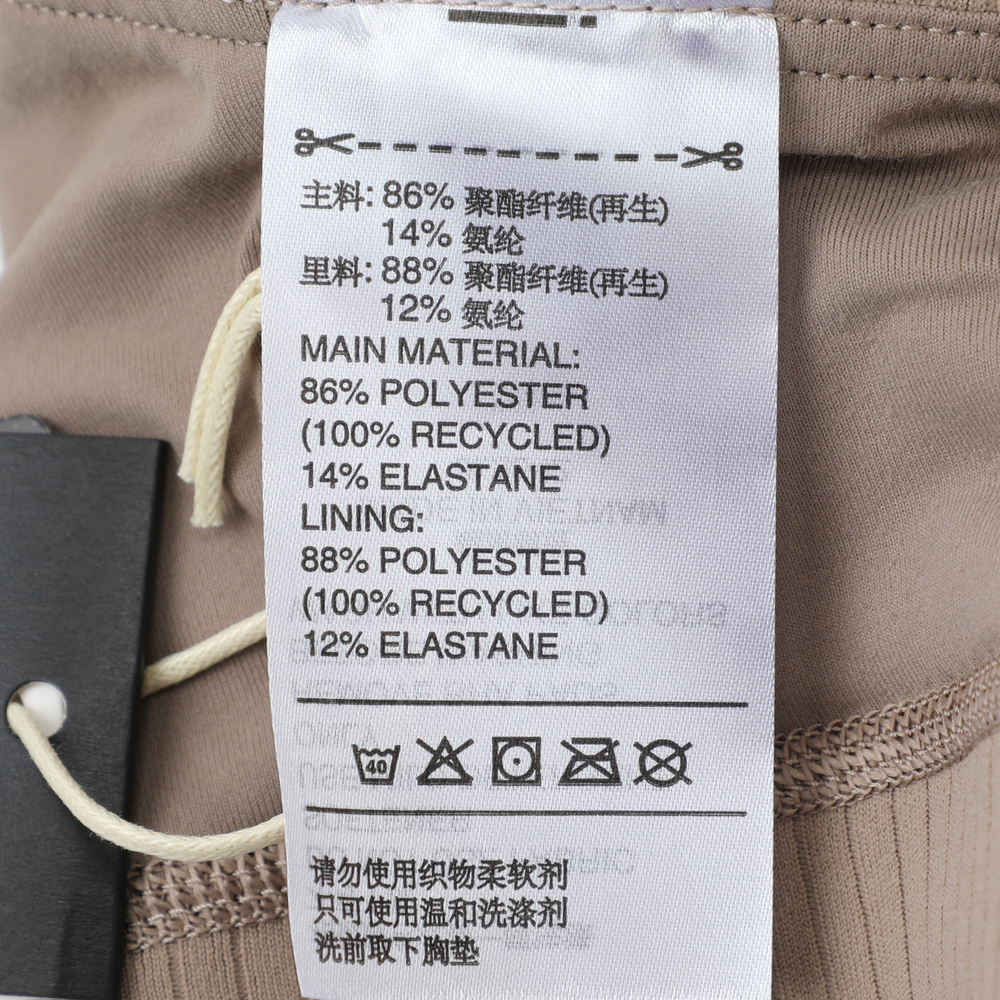 主料: 86% 聚酯纤维(再生)
14% 氨纶
里料: 88% 聚酯纤维(再生)
12% 氨纶
MAIN MATERIAL:
86% POLYESTER
(100% RECYCLED)
14% ELASTANE
LINING:
88% POLYESTER
(100% RECYCLED)
12% ELASTANE
40
请勿使用织物柔软剂
只可使用温和洗涤剂
洗前取下胸垫